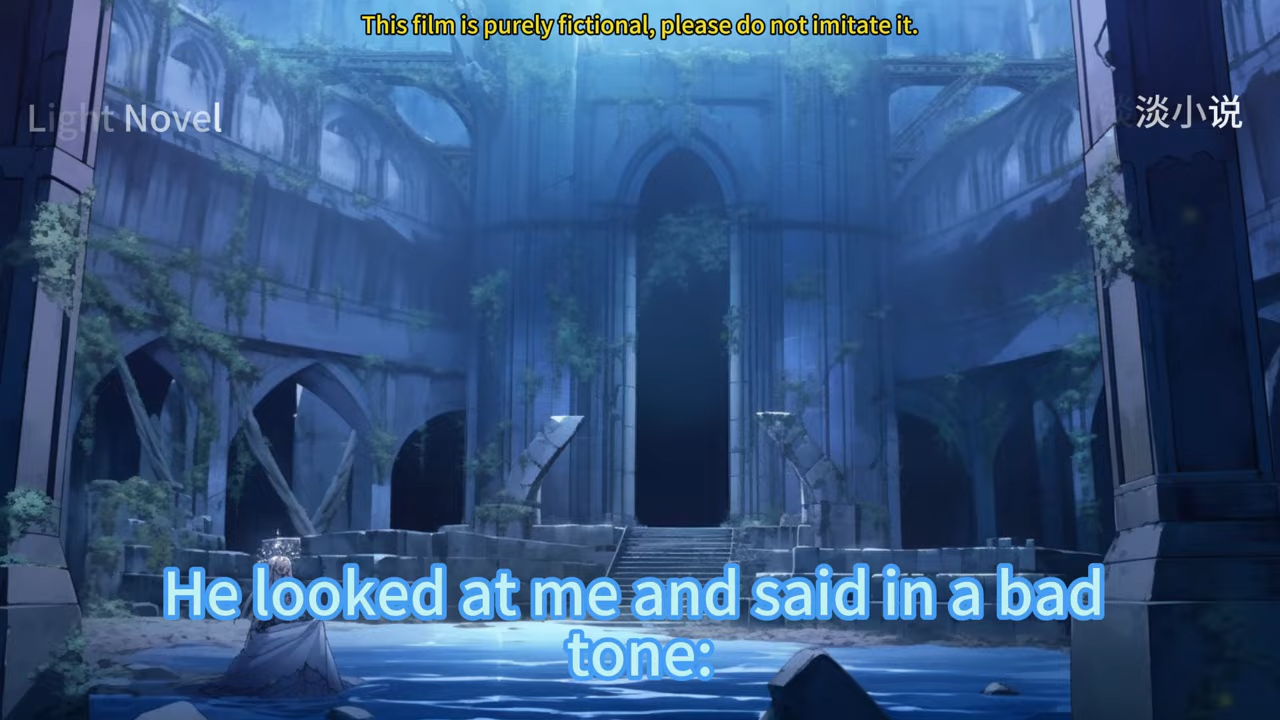 This film is purely fictional, please do not imitate it.
Light Novel
淡小说
He looked at me and said in a bad
tone: